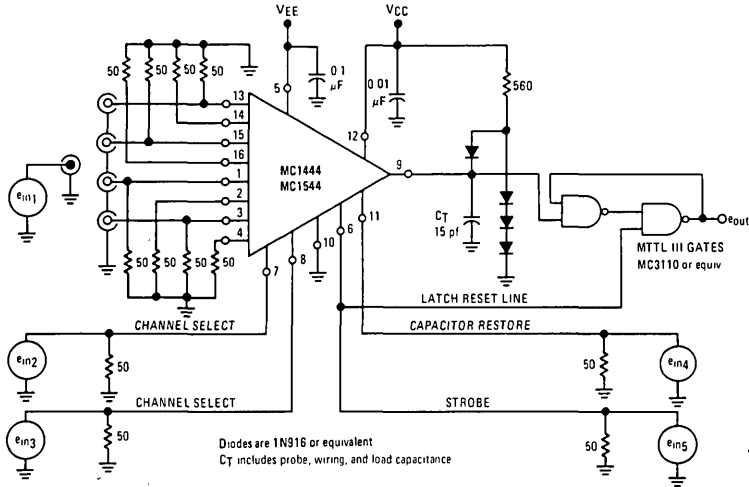 VEE
VCC
50
50
50
50
0.1
µF
0.01
µF
560
5
12
13
14
15
16
1
2
3
4
MC1444
MC1544
9
ein1
CT
15 pf
eout
MTTL III GATES
MC3110 or equiv
10
6
11
7
8
50
50
50
50
LATCH RESET LINE
CHANNEL SELECT
CAPACITOR RESTORE
ein2
50
50
ein4
CHANNEL SELECT
STROBE
ein3
50
50
ein5
Diodes are 1N916 or equivalent
CT includes probe, wiring, and load capacitance